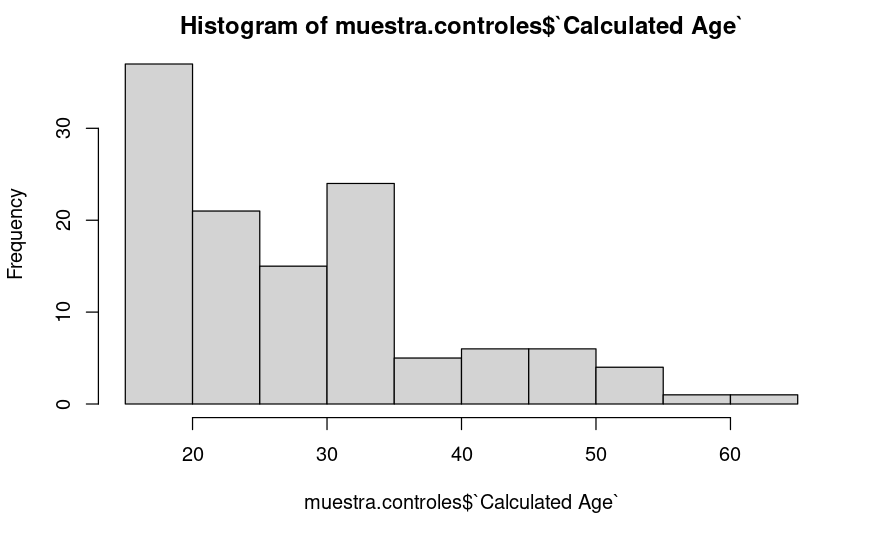 Histogram of muestra.controles$`Calculated Age`
Frequency
30
20
10
0
20 30 40 50 60
muestra.controles$`Calculated Age`